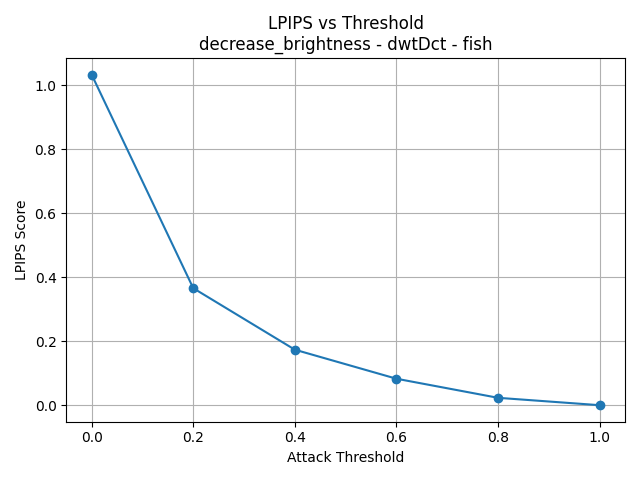 LPIPS vs Threshold
decrease_brightness - dwtDct - fish
1.0
0.8
0.6
0.4
0.2
0.0
LPIPS Score
0.0 0.2 0.4 0.6 0.8 1.0
Attack Threshold